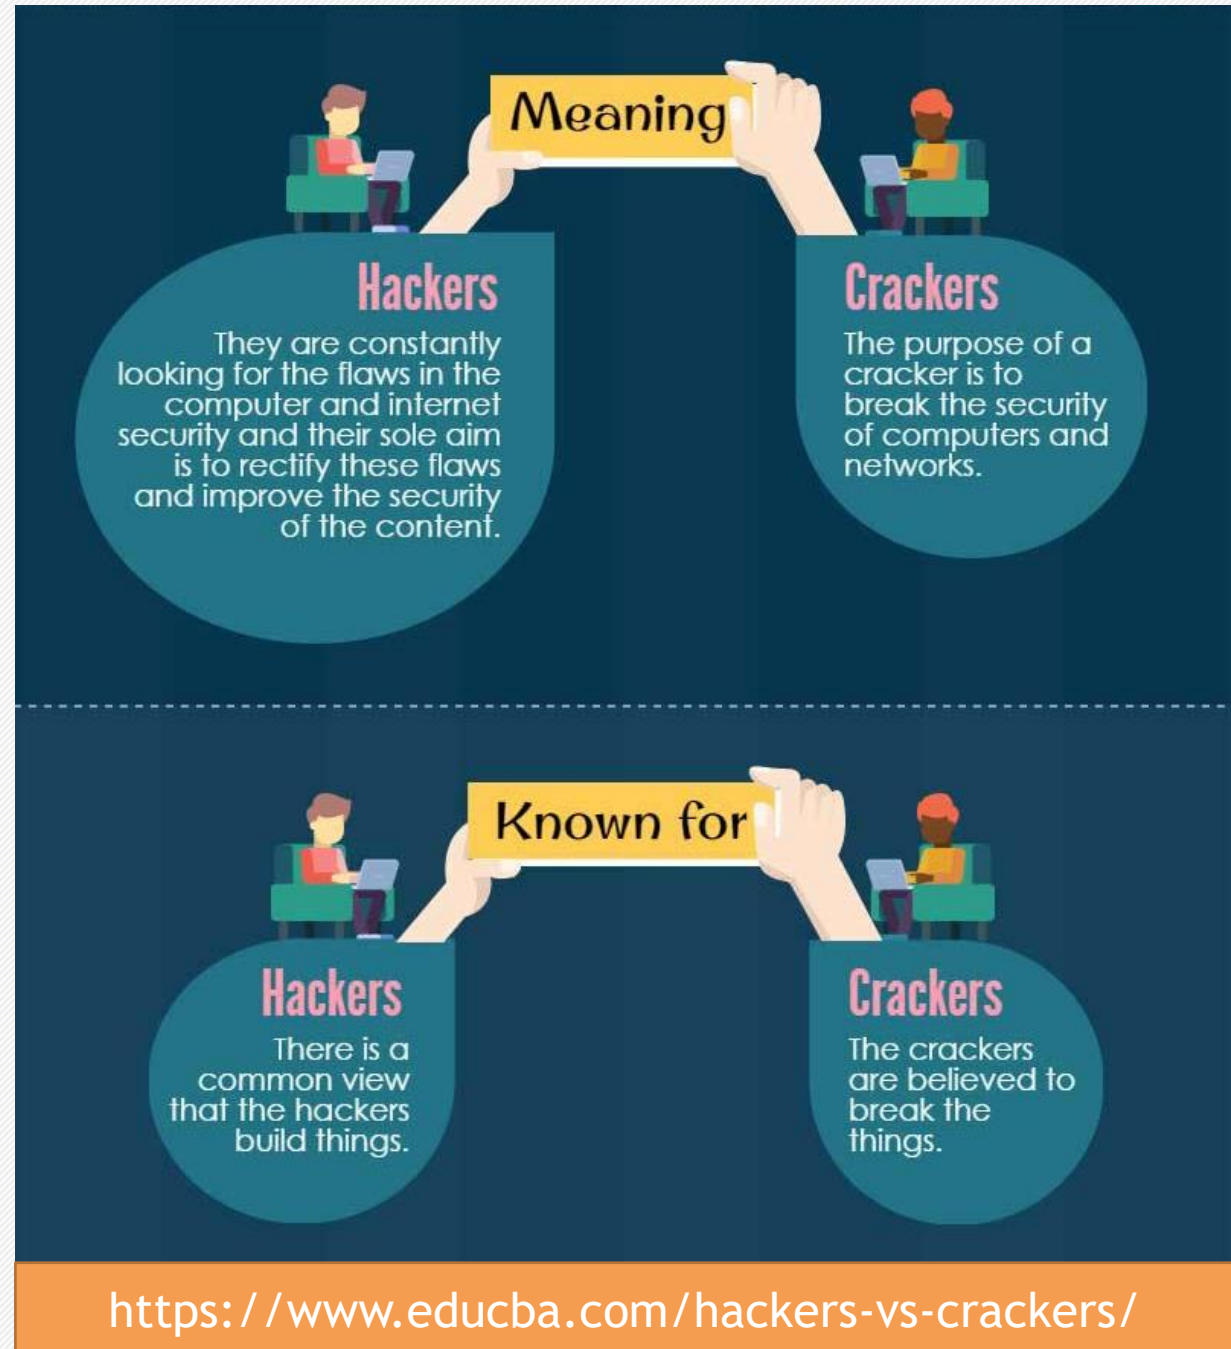 Meaning
Hackers
They are constantly
looking for the flaws in the
computer and internet
security and their sole aim
is to rectify these flaws
and improve the security
of the content.
Crackers
The purpose of a
cracker is to
break the security
of computers and
networks.
Known for
Hackers
There is a
common view
that the hackers
build things.
Crackers
The crackers
are believed to
break the
things.
https://www.educba.com/hackers-vs-crackers/